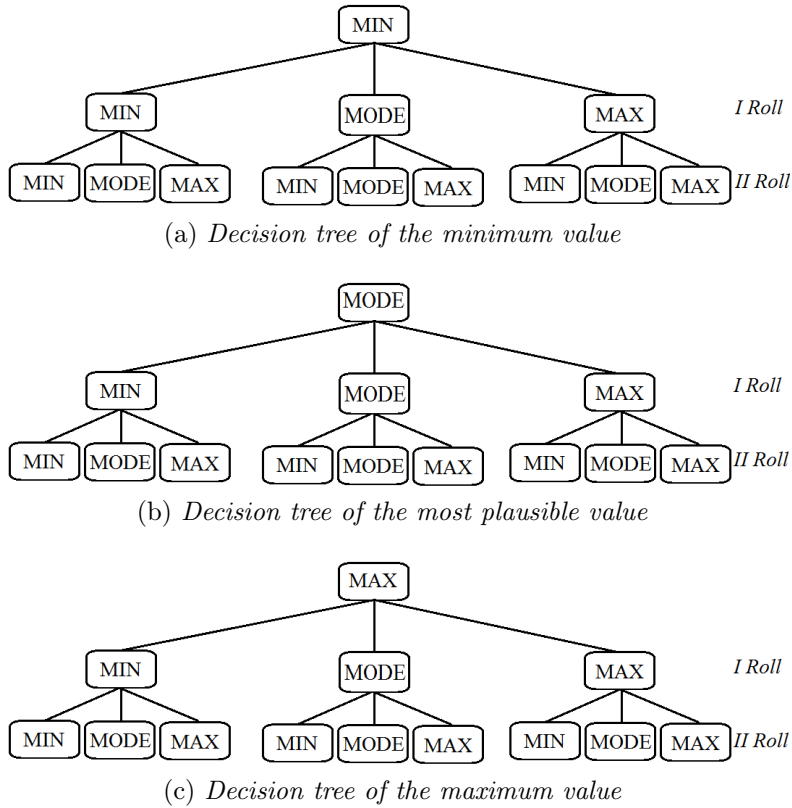 MIN
MIN MODE MAX I Roll
MIN MODE MAX MIN MODE MAX MIN MODE MAX II Roll
(a) Decision tree of the minimum value
MODE
MIN MODE MAX I Roll
MIN MODE MAX MIN MODE MAX MIN MODE MAX II Roll
(b) Decision tree of the most plausible value
MAX
MIN MODE MAX I Roll
MIN MODE MAX MIN MODE MAX MIN MODE MAX II Roll
(c) Decision tree of the maximum value